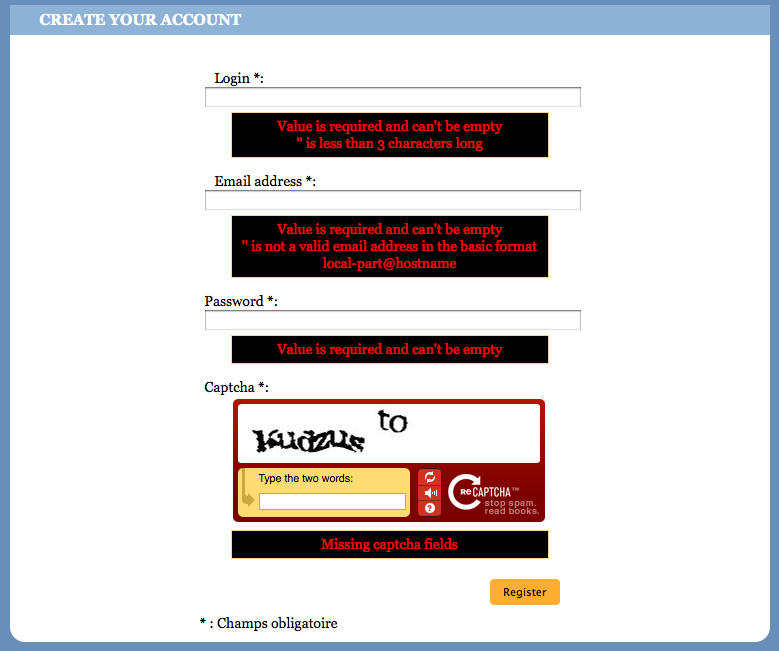 CREATE YOUR ACCOUNT
Login *:
Value is required and can't be empty
'' is less than 3 characters long
Email address *:
Value is required and can't be empty
'' is not a valid email address in the basic format
local-part@hostname
Password *:
Value is required and can't be empty
Captcha *:
kudzus to
Type the two words:
reCAPTCHA™
stop spam.
read books.
Missing captcha fields
Register
* : Champs obligatoire